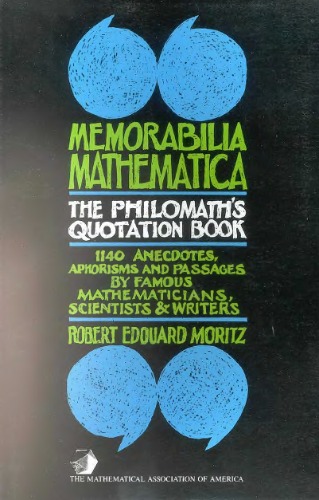 MEMORABILIA
MATHEMATICA
THE PHILOMATH'S
QUOTATION BOOK
1140 ANECDOTES,
APHORISMS AND PASSAGES
BY FAMOUS
MATHEMATICIANS,
SCIENTISTS & WRITERS
ROBERT EDOUARD MORITZ
THE MATHEMATICAL ASSOCIATION OF AMERICA